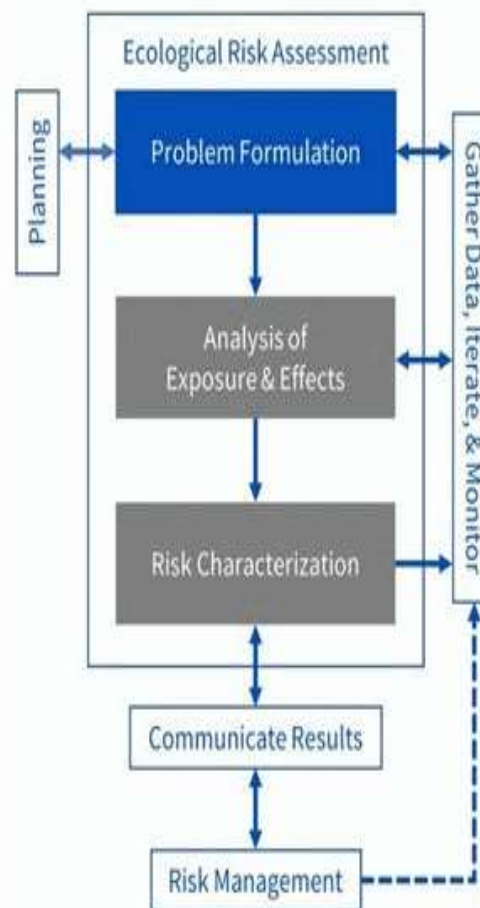 Ecological Risk Assessment
Planning
Problem Formulation
Gather Data, Iterate, & Monitor
Analysis of
Exposure & Effects
Risk Characterization
Communicate Results
Risk Management